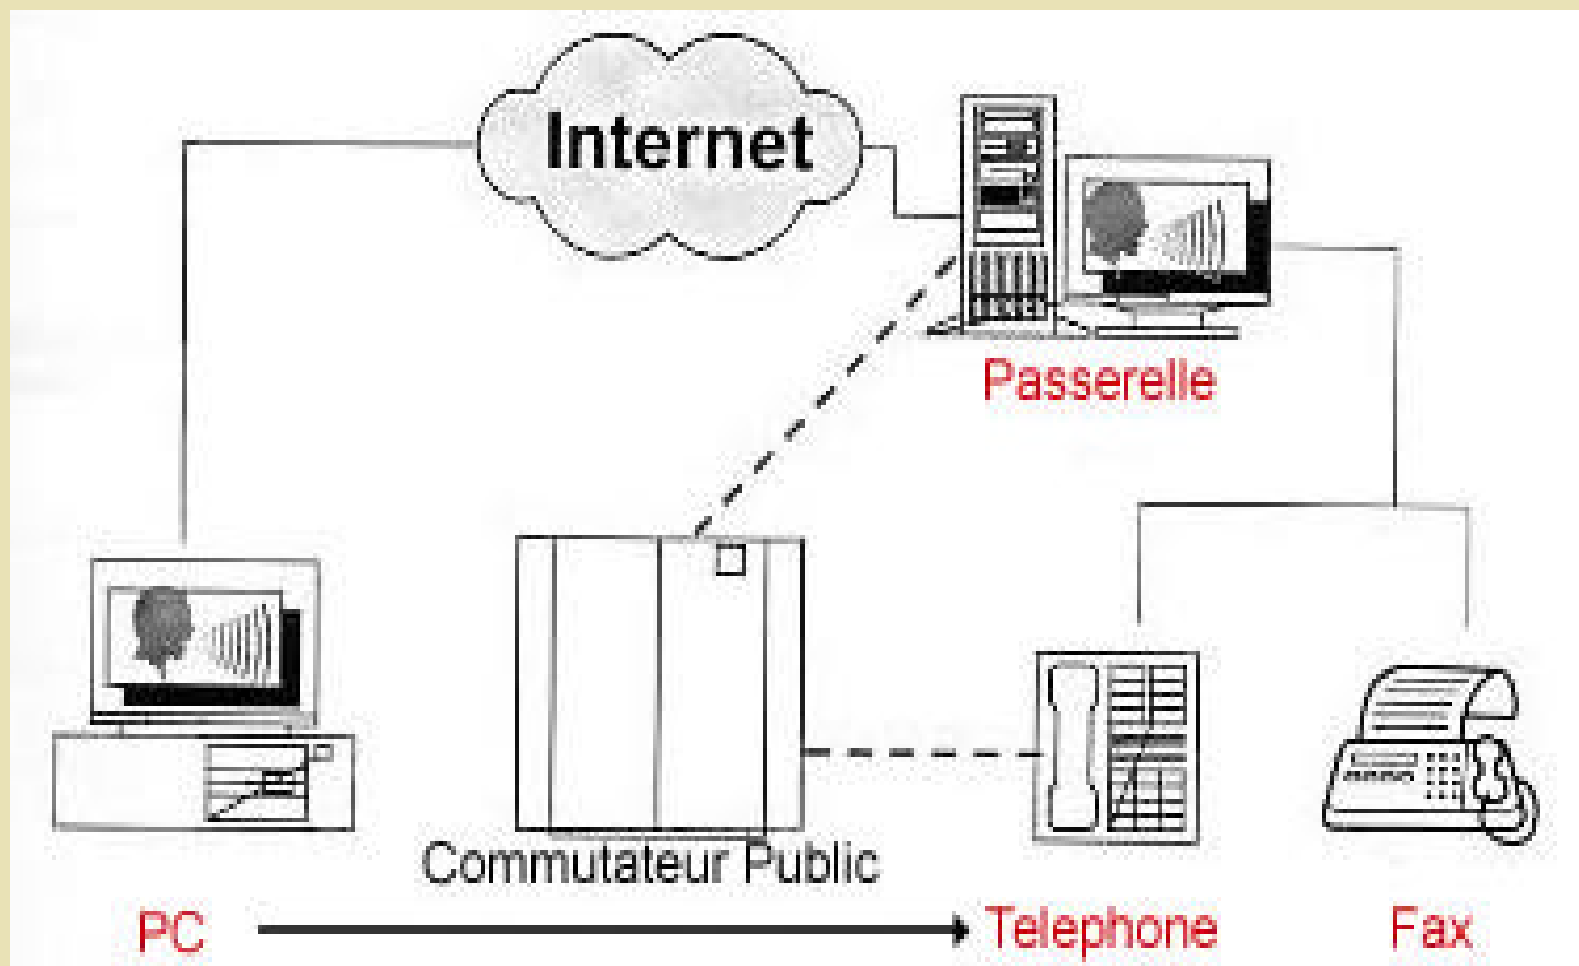 Internet
Passerelle
Commutateur Public
PC
Telephone
Fax